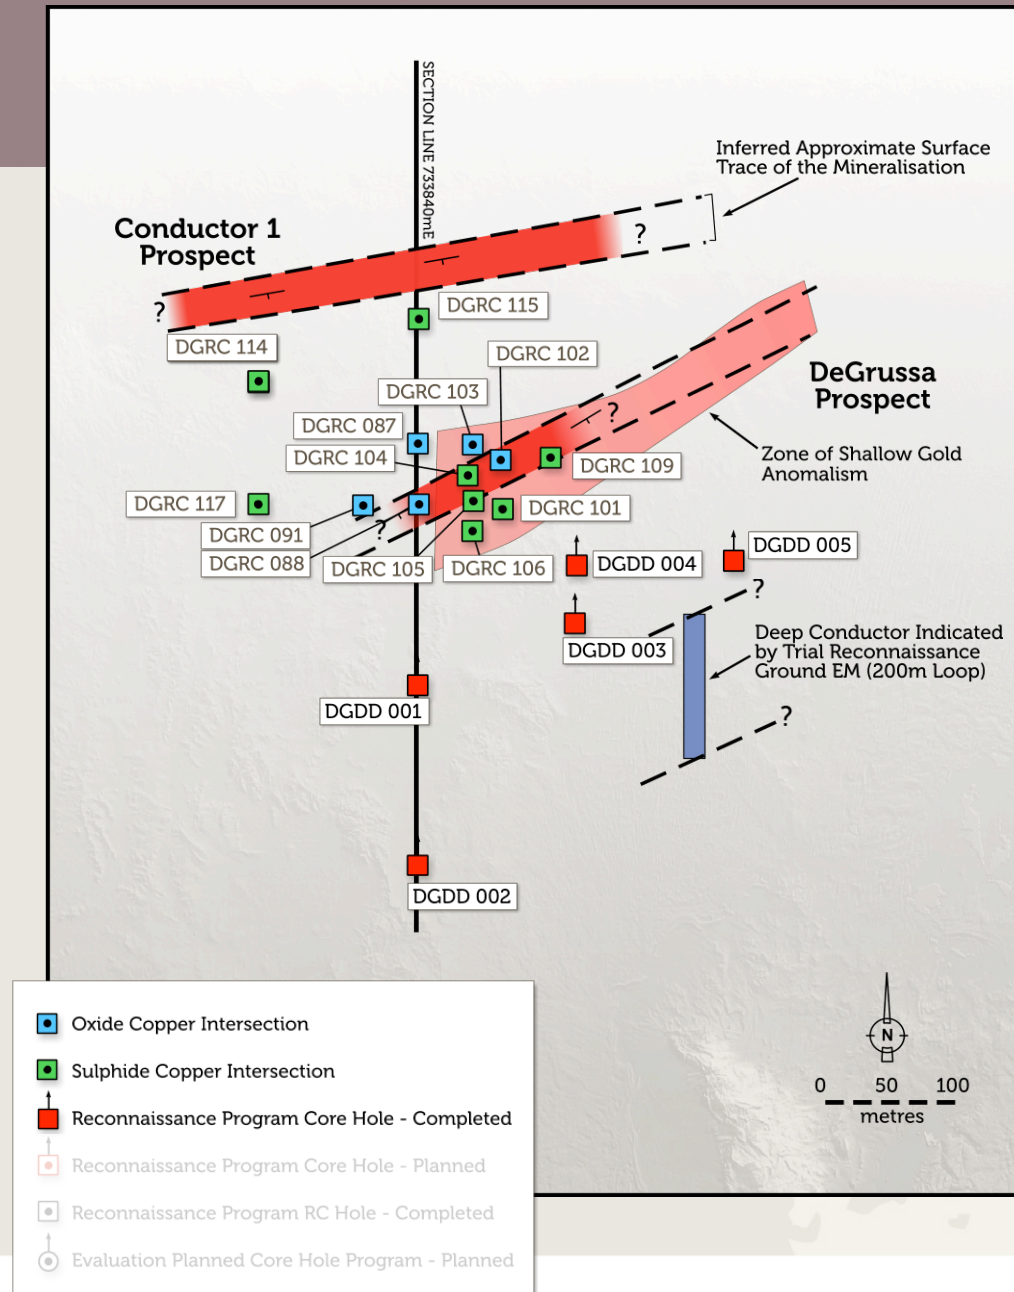 SECTION LINE 733840mE
Inferred Approximate Surface
Trace of the Mineralisation
Conductor 1
Prospect
?
?
DGRC 115
DGRC 114
DGRC 102
DeGrussa
Prospect
DGRC 103
?
DGRC 087
DGRC 104
Zone of Shallow Gold
Anomalism
DGRC 109
DGRC 117
DGRC 101
?
DGRC 091
DGRC 088
DGRC 105
DGRC 106
DGDD 004
DGDD 005
?
DGDD 003
Deep Conductor Indicated
by Trial Reconnaissance
Ground EM (200m Loop)
DGDD 001
?
DGDD 002
Oxide Copper Intersection
Sulphide Copper Intersection
Reconnaissance Program Core Hole - Completed
Reconnaissance Program Core Hole - Planned
Reconnaissance Program RC Hole - Completed
Evaluation Planned Core Hole Program - Planned
N
0 50 100
metres